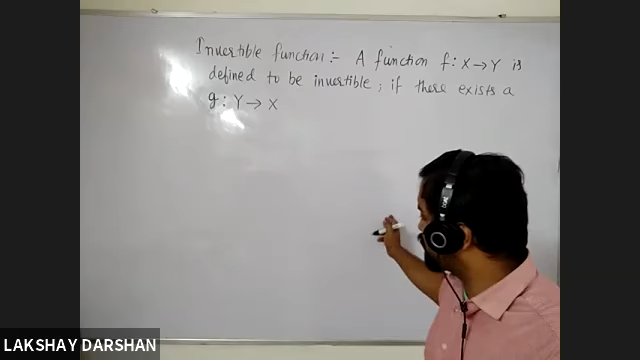 Invertible function :- A function f : X → Y is
defined to be invertible ; if there exists a
g : Y → X
LAKSHAY DARSHAN